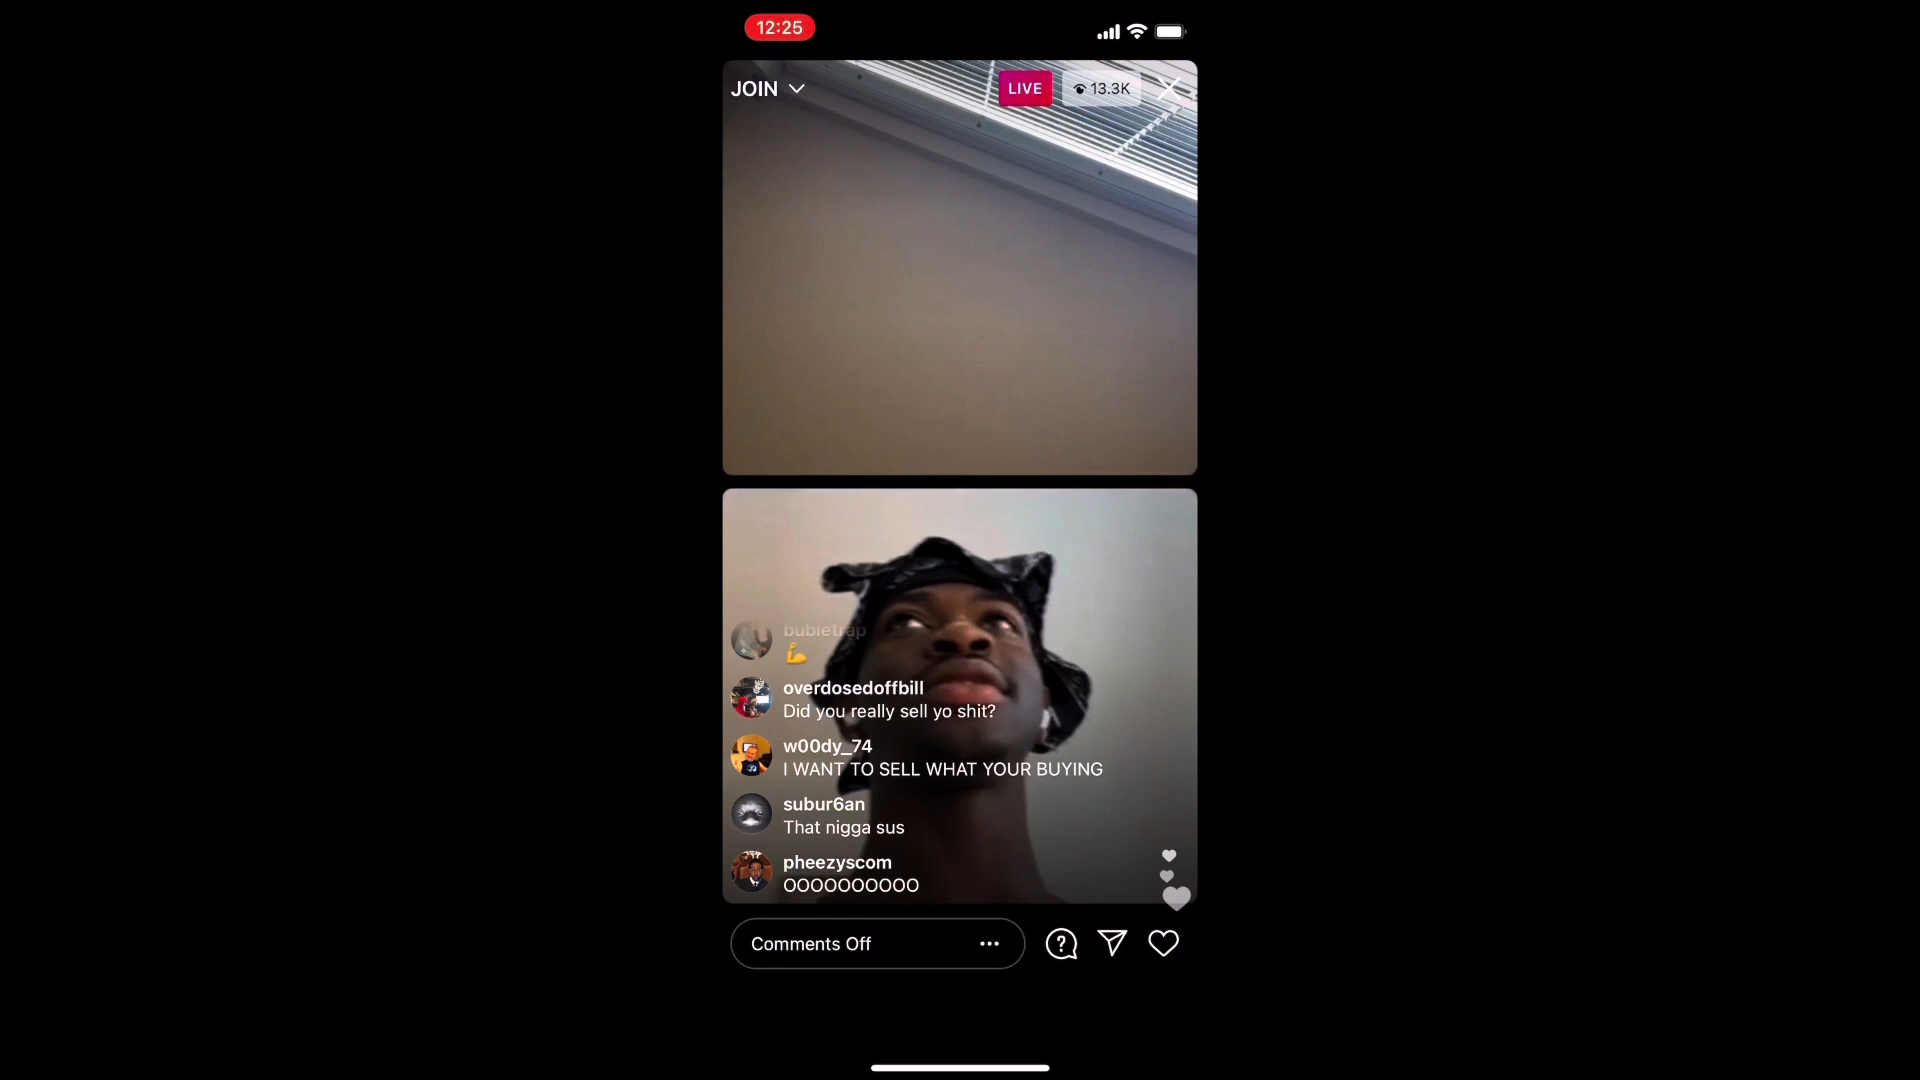 12:25
JOIN
LIVE
13.3K
bubietrap
💪
overdosedoffbill
Did you really sell yo shit?
w00dy_74
I WANT TO SELL WHAT YOUR BUYING
subur6an
That nigga sus
pheezyscom
OOOOOOOOOO
Comments Off